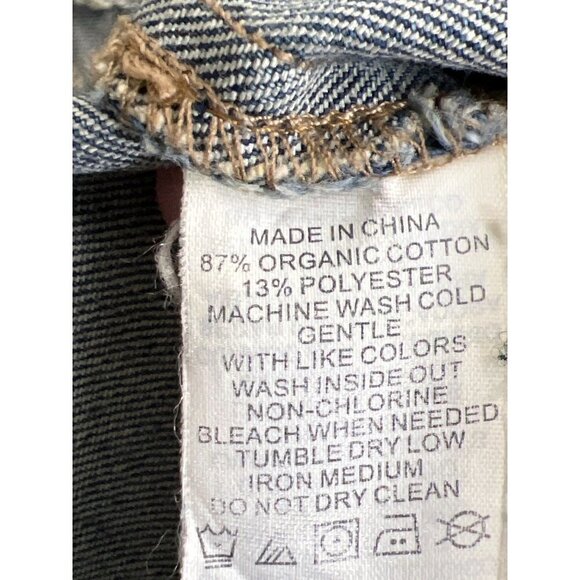 MADE IN CHINA
87% ORGANIC COTTON
13% POLYESTER
MACHINE WASH COLD
GENTLE
WITH LIKE COLORS
WASH INSIDE OUT
NON-CHLORINE
BLEACH WHEN NEEDED
TUMBLE DRY LOW
IRON MEDIUM
DO NOT DRY CLEAN